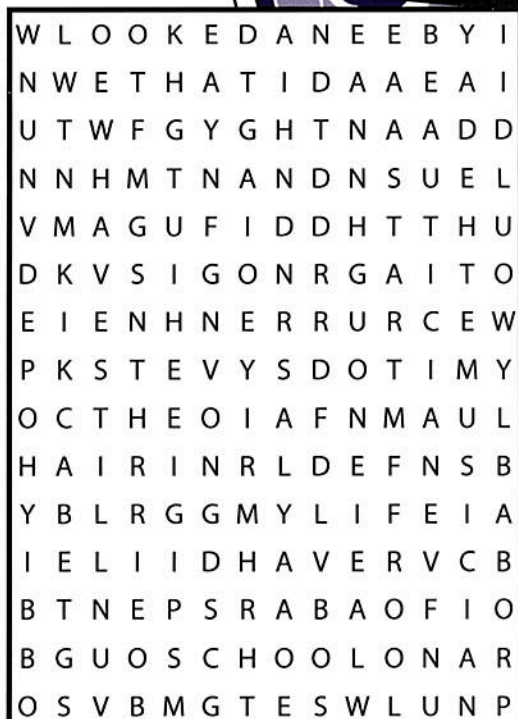 W L O O K E D A N E E B Y I
N W E T H A T I D A A E A I
U T W F G Y G H T N A A D D
N N H M T N A N D N S U E L
V M A G U F I D D H T T H U
D K V S I G O N R G A I T O
E I E N H N E R R U R C E W
P K S T E V Y S D O T I M Y
O C T H E O I A F N M A U L
H A I R I N R L D E F N S B
Y B L R G G M Y L I F E I A
I E L I I D H A V E R V C B
B T N E P S R A B A O F I O
B G U O S C H O O L O N A R
O S V B M G T E S W L U N P